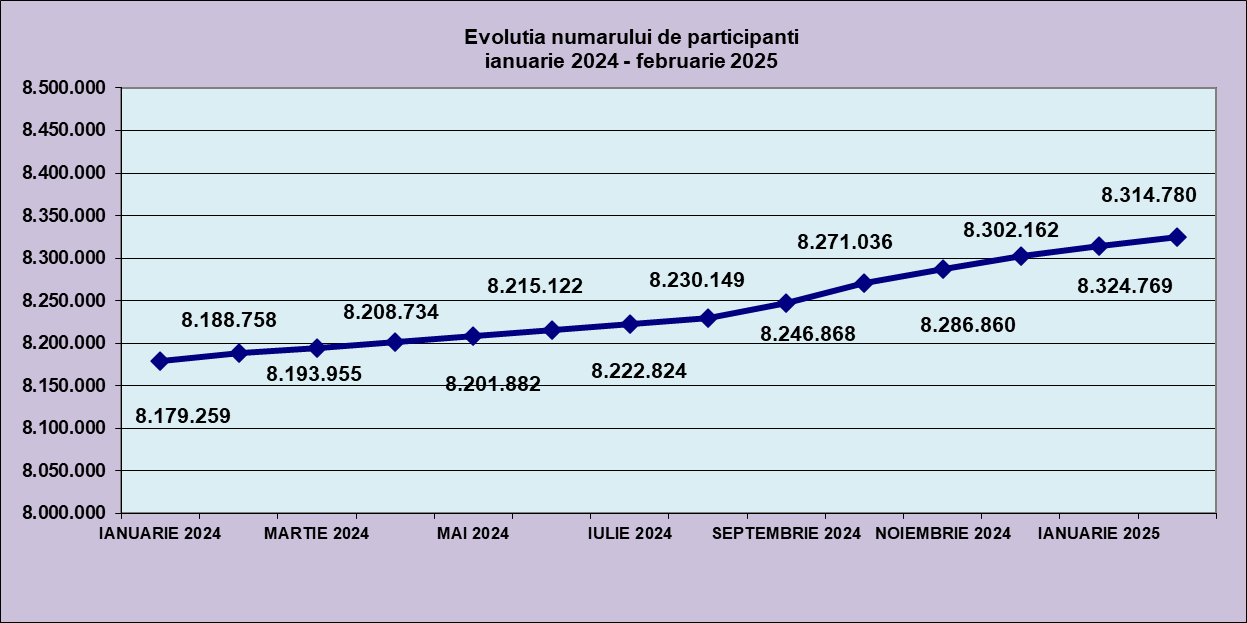 Evolutia numarului de participanti
ianuarie 2024 - februarie 2025
8.500.000
8.450.000
8.400.000
8.350.000
8.300.000
8.250.000
8.200.000
8.150.000
8.100.000
8.050.000
8.000.000
8.179.259
8.188.758
8.193.955
8.208.734
8.201.882
8.215.122
8.222.824
8.230.149
8.246.868
8.271.036
8.286.860
8.302.162
8.314.780
8.324.769
IANUARIE 2024
MARTIE 2024
MAI 2024
IULIE 2024
SEPTEMBRIE 2024
NOIEMBRIE 2024
IANUARIE 2025